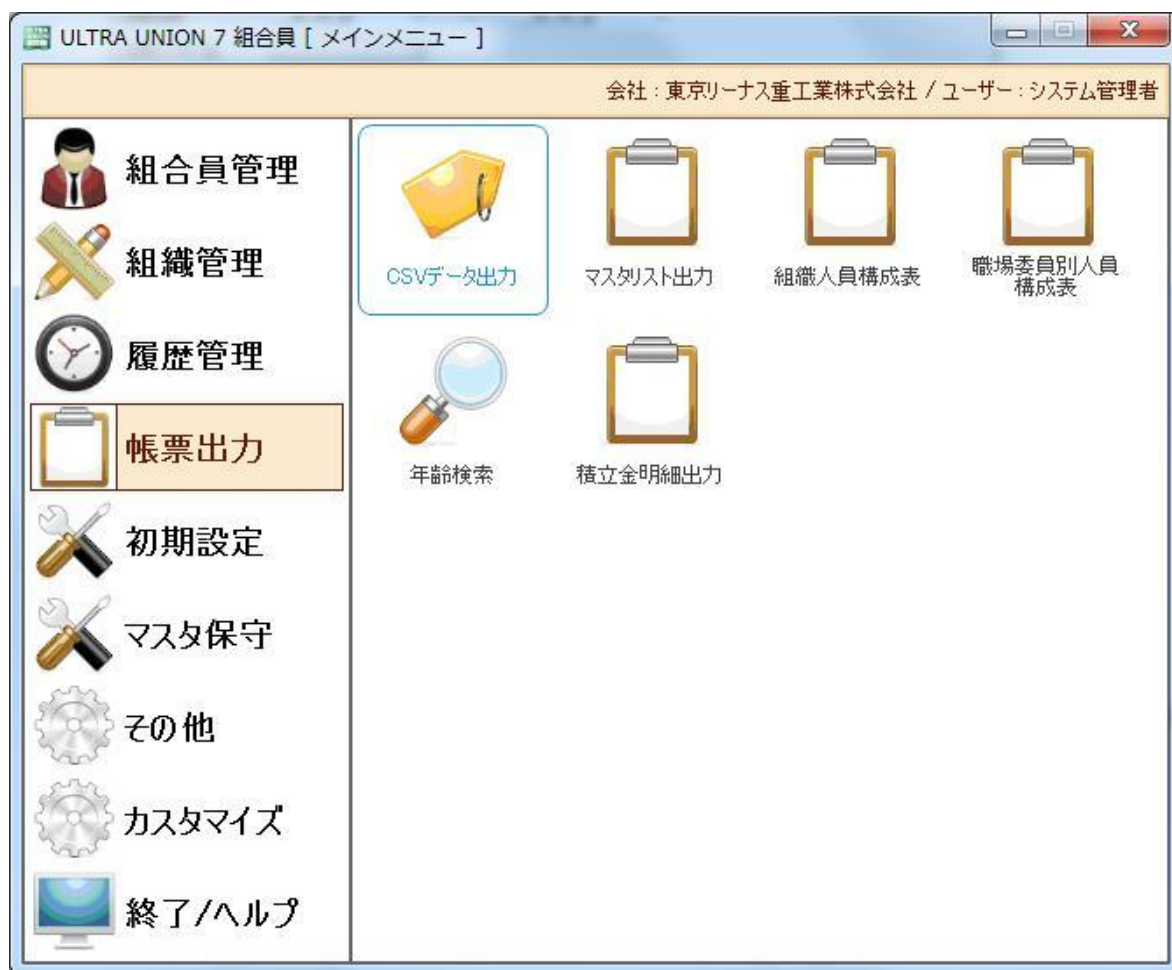 ULTRA UNION 7 組合員 [ メインメニュー ]
会社：東京リーナス重工業株式会社 / ユーザー：システム管理者
組合員管理
組織管理
履歴管理
帳票出力
初期設定
マスタ保守
その他
カスタマイズ
終了/ヘルプ
CSVデータ出力
マスタリスト出力
組織人員構成表
職場委員別人員
構成表
年齢検索
積立金明細出力